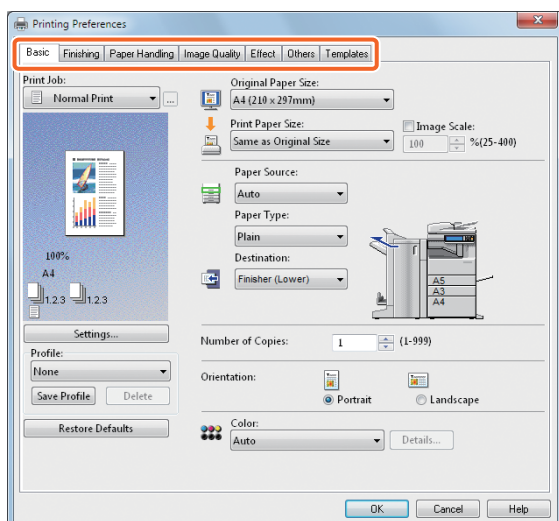 Printing Preferences
Basic Finishing Paper Handling Image Quality Effect Others Templates
Print Job:
Normal Print
...
100%
A4
1.2.3 1.2.3
Settings...
Profile:
None
Save Profile Delete
Restore Defaults
Original Paper Size:
A4 (210 x 297mm)
Print Paper Size:
Same as Original Size
Image Scale:
100 %(25-400)
Paper Source:
Auto
Paper Type:
Plain
Destination:
Finisher (Lower)
A5
A3
A4
Number of Copies: 1 (1-999)
Orientation:
Portrait Landscape
Color:
Auto
Details...
OK Cancel Help